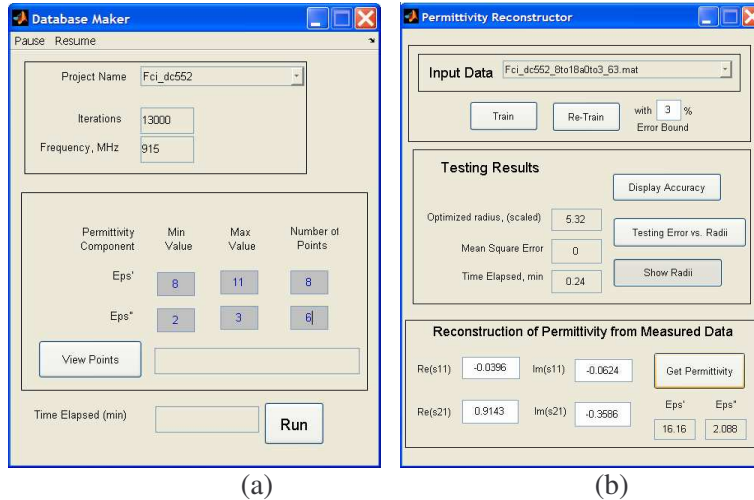 Database Maker
Pause Resume
Project Name Fci_dc552
Iterations 13000
Frequency, MHz 915
Permittivity Component Min Value Max Value Number of Points
Eps' 8 11 8
Eps" 2 3 6
View Points
Time Elapsed (min) Run
(a)
Permittivity Reconstructor
Input Data Fci_dc552_8to18a0to3_63.mat
Train Re-Train with 3 % Error Bound
Testing Results
Display Accuracy
Optimized radius, (scaled) 5.32
Testing Error vs. Radii
Mean Square Error 0
Time Elapsed, min 0.24
Show Radii
Reconstruction of Permittivity from Measured Data
Re(s11) -0.0396 Im(s11) -0.0624 Get Permittivity
Re(s21) 0.9143 Im(s21) -0.3586
Eps' Eps"
16.16 2.088
(b)